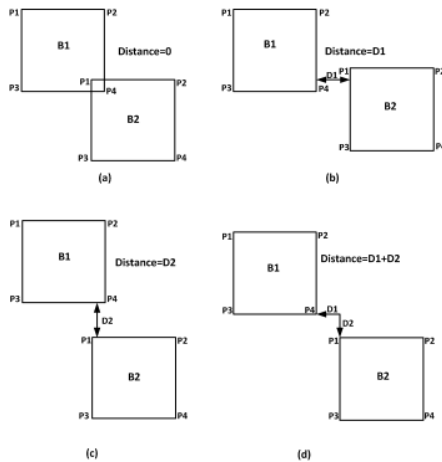 P1 P2
B1
Distance=0
P3 P1 P4 P2
B2
P3 P4
(a)
P1 P2
B1
Distance=D1
P3 P4 D1 P1 P2
B2
P3 P4
(b)
P1 P2
B1
Distance=D2
P3 P4
D2
P1 P2
B2
P3 P4
(c)
P1 P2
B1
Distance=D1+D2
P3 P4 D1
D2
P1 P2
B2
P3 P4
(d)